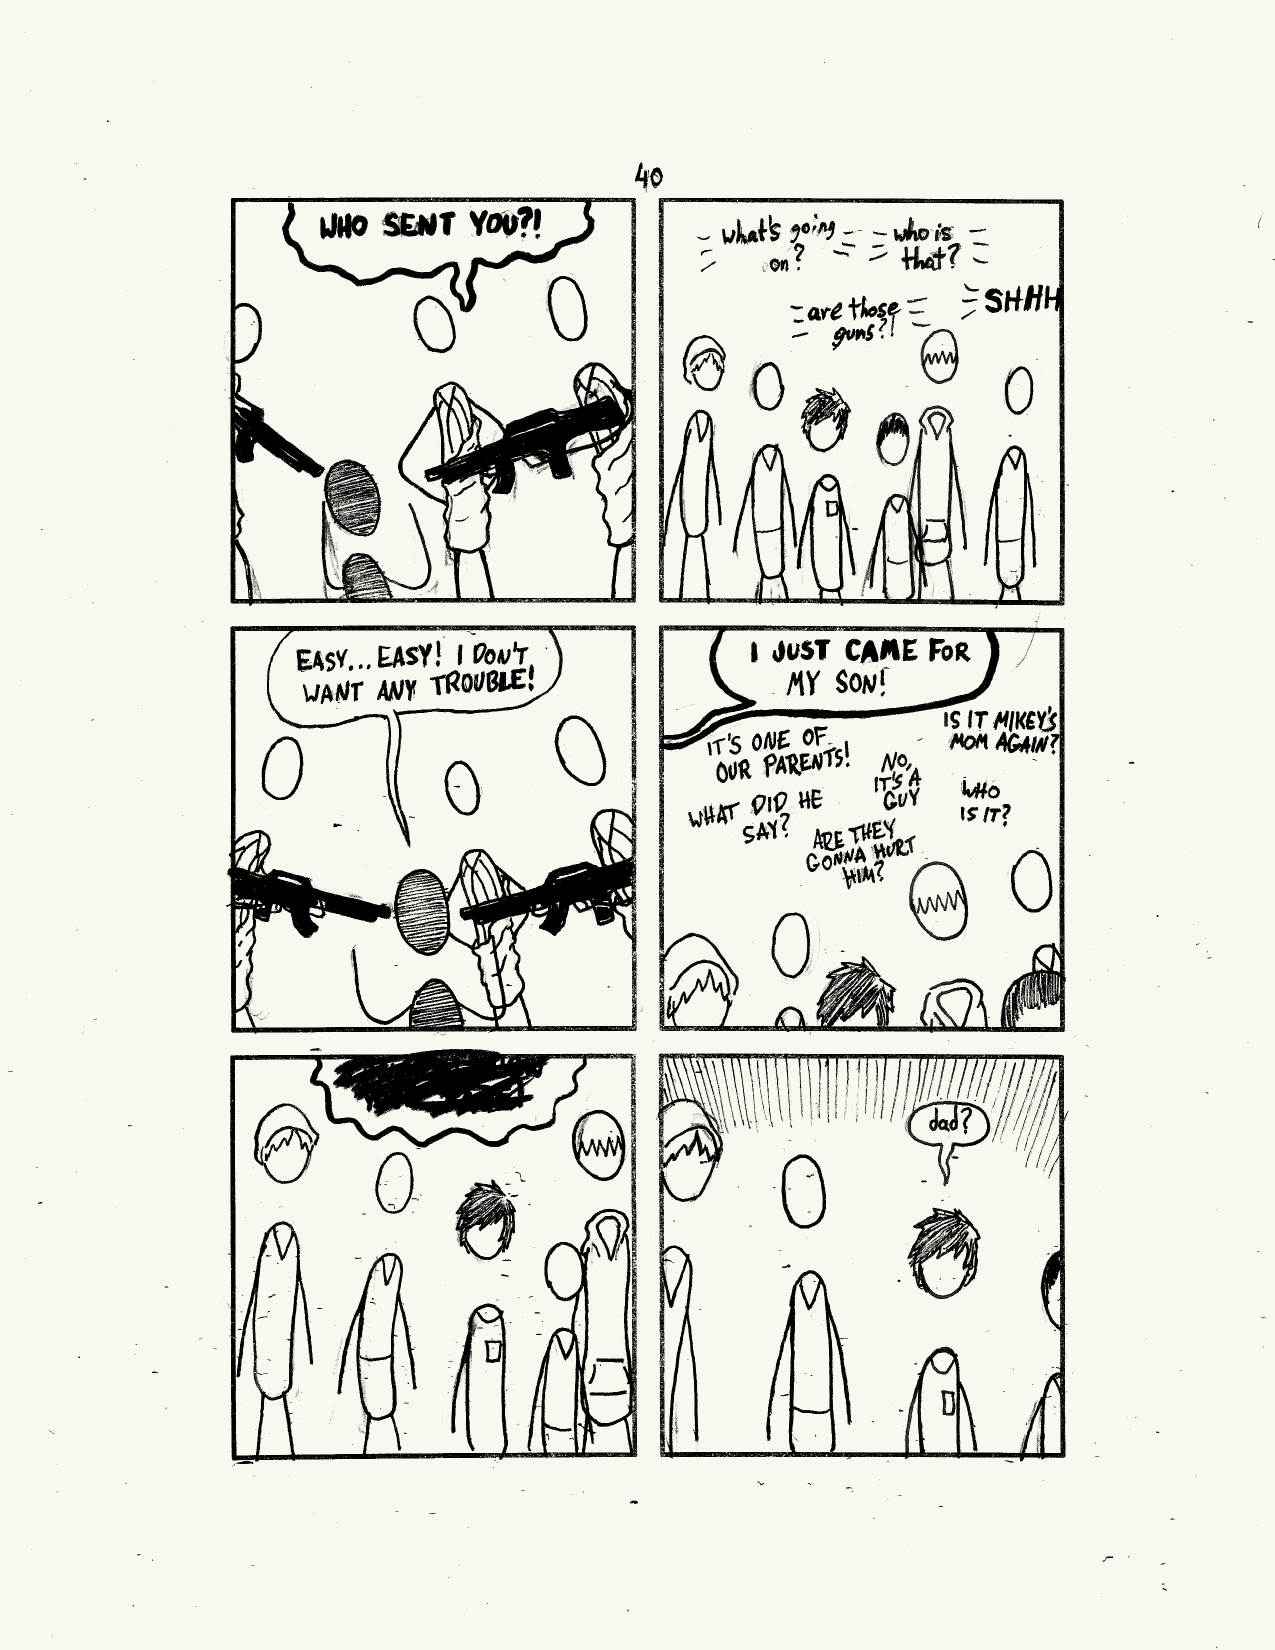 40
WHO SENT YOU?!
what's going
on?
who is
that?
are those
guns?!
SHHH
EASY... EASY! I DON'T
WANT ANY TROUBLE!
I JUST CAME FOR
MY SON!
IT'S ONE OF
OUR PARENTS!
IS IT MIKEY'S
MOM AGAIN?
NO,
IT'S A
GUY
WHAT DID HE
SAY?
WHO
IS IT?
ARE THEY
GONNA HURT
HIM?
dad?